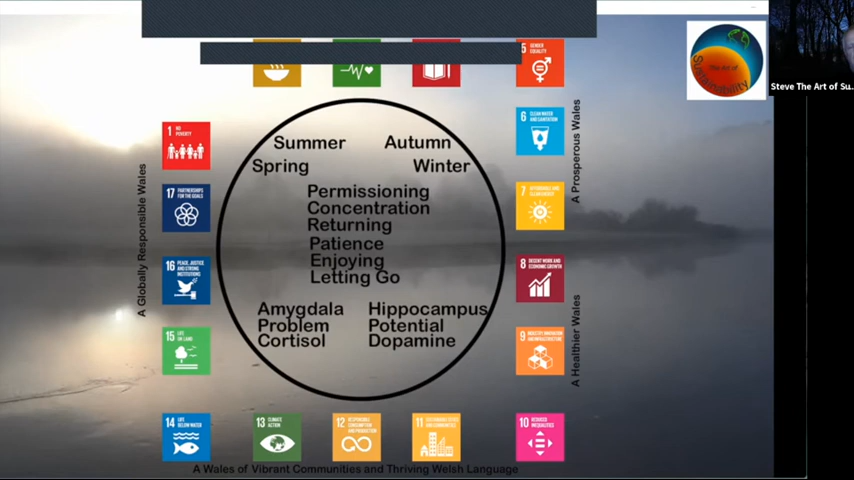 5 GENDER EQUALITY
The Art of
Sustainability
Steve The Art of Su...
1 NO POVERTY
6 CLEAN WATER AND SANITATION
Summer Autumn
Spring Winter
Permissioning
Concentration
Returning
Patience
Enjoying
Letting Go
Amygdala Hippocampus
Problem Potential
Cortisol Dopamine
17 PARTNERSHIPS FOR THE GOALS
16 PEACE, JUSTICE AND STRONG INSTITUTIONS
15 LIFE ON LAND
7
8 DECENT WORK AND ECONOMIC GROWTH
9 INDUSTRY, INNOVATION AND INFRASTRUCTURE
A Globally Responsible Wales
A Prosperous Wales
A Healthier Wales
14 LIFE BELOW WATER
13 CLIMATE ACTION
12 RESPONSIBLE CONSUMPTION AND PRODUCTION
11 SUSTAINABLE CITIES AND COMMUNITIES
10 REDUCED INEQUALITIES
A Wales of Vibrant Communities and Thriving Welsh Language